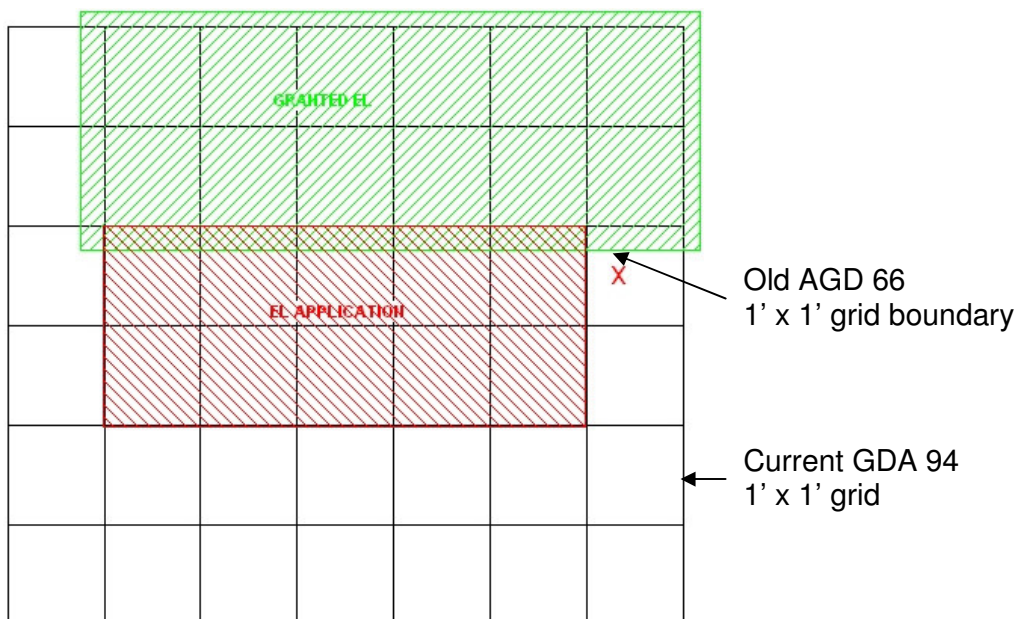 GRANTED EL
X
EL APPLICATION
Old AGD 66
1’ x 1’ grid boundary
Current GDA 94
1’ x 1’ grid